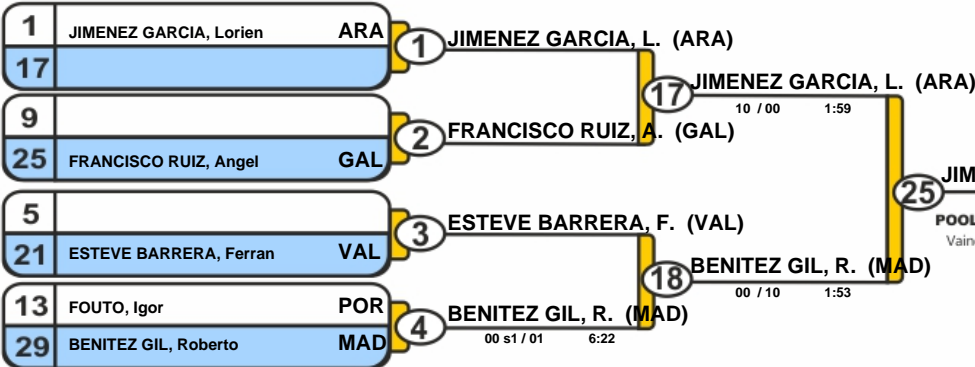 1 JIMENEZ GARCIA, Lorien ARA
17
1
JIMENEZ GARCIA, L. (ARA)
9
25 FRANCISCO RUIZ, Angel GAL
2
FRANCISCO RUIZ, A. (GAL)
17
JIMENEZ GARCIA, L. (ARA)
10 / 00 1:59
5
21 ESTEVE BARRERA, Ferran VAL
3
ESTEVE BARRERA, F. (VAL)
13 FOUTO, Igor POR
29 BENITEZ GIL, Roberto MAD
4
BENITEZ GIL, R. (MAD)
00 s1 / 01 6:22
18
BENITEZ GIL, R. (MAD)
00 / 10 1:53
25
JIM
POOL
Vain